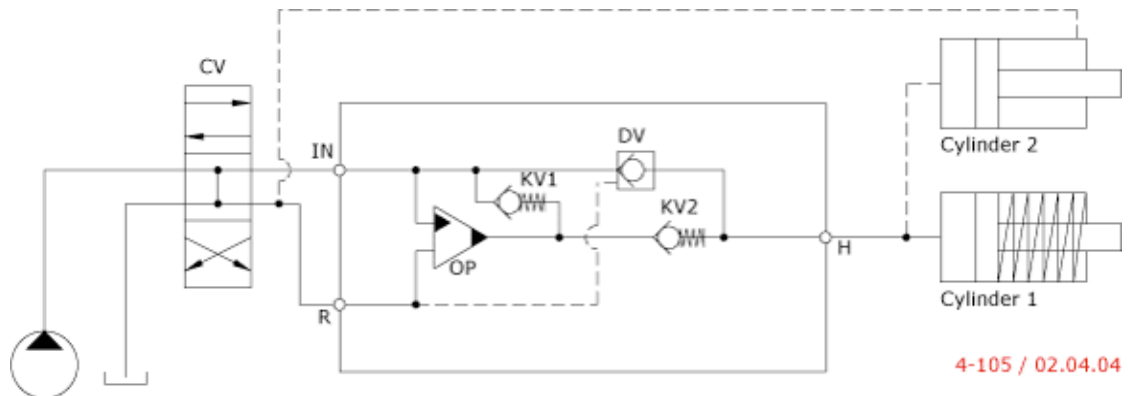 CV
IN
DV
KV1
KV2
OP
H
R
Cylinder 2
Cylinder 1
4-105 / 02.04.04